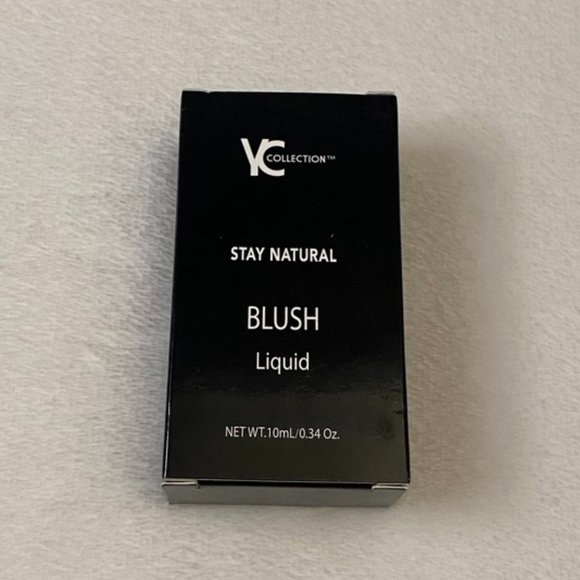 YC COLLECTION™
STAY NATURAL
BLUSH
Liquid
NET WT.10mL/0.34 Oz.